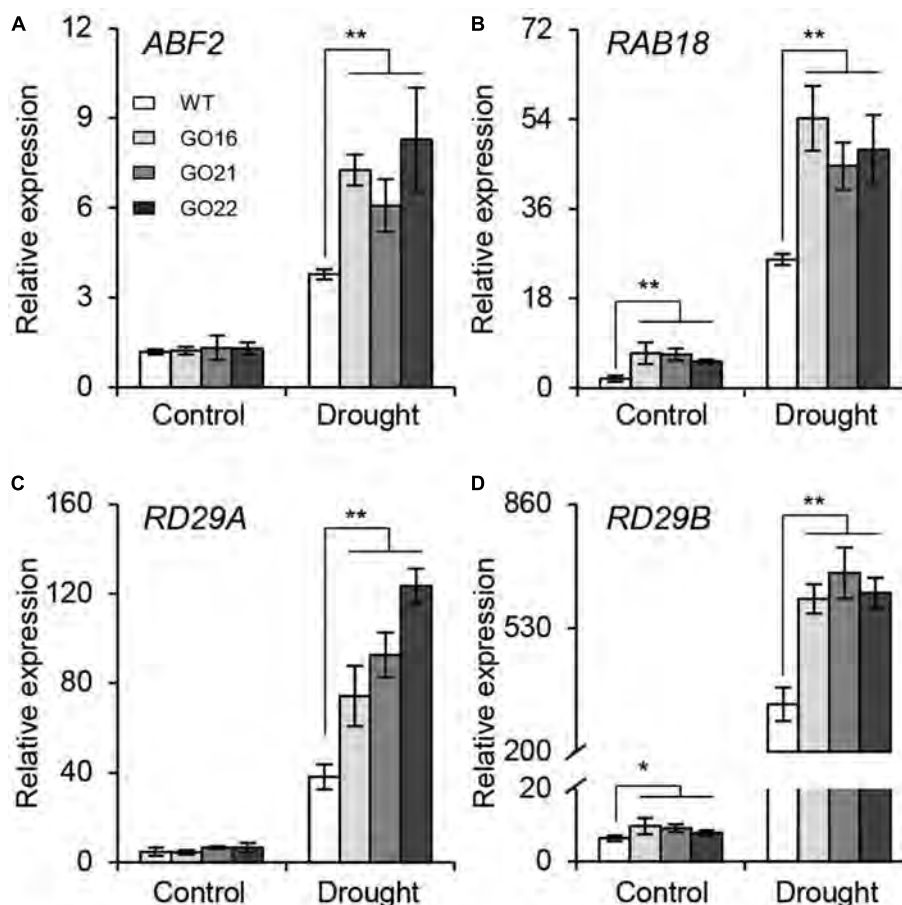 A
ABF2
**
12
9
6
3
0
Relative expression
WT
GO16
GO21
GO22
Control
Drought
B
RAB18
**
**
72
54
36
18
0
Relative expression
Control
Drought
C
RD29A
**
160
120
80
40
0
Relative expression
Control
Drought
D
RD29B
**
*
860
530
200
20
0
Relative expression
Control
Drought